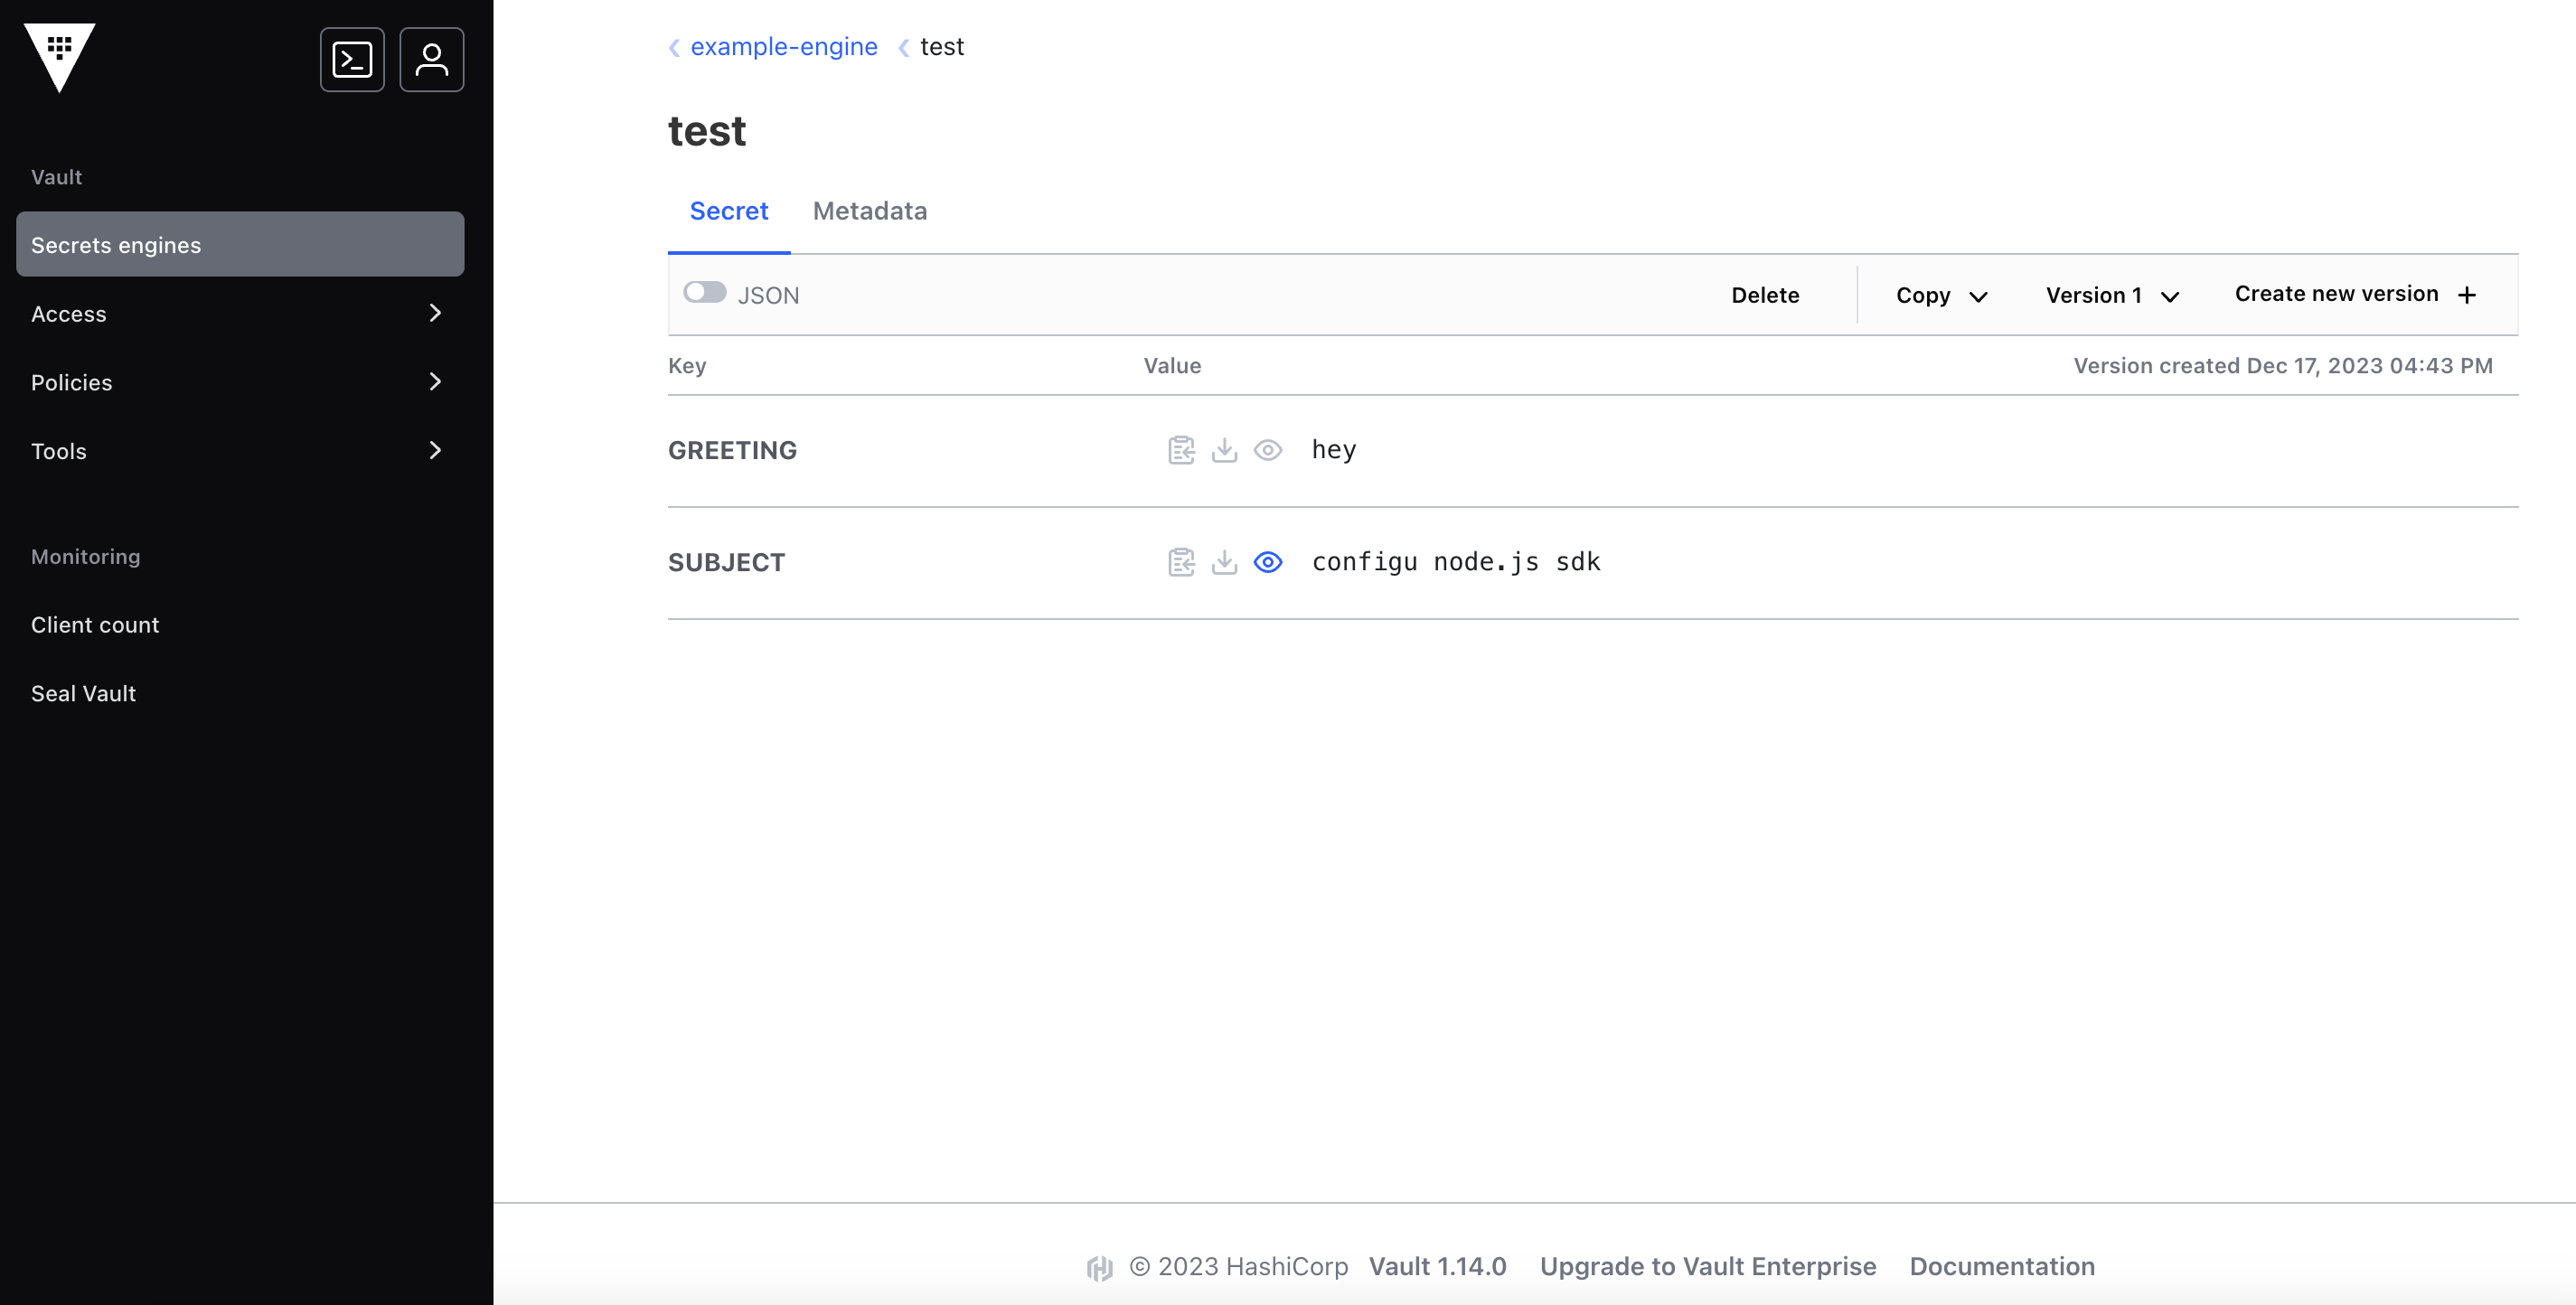 example-engine test
test
Vault
Secret Metadata
Secrets engines
JSON Delete Copy Version 1 Create new version
Access
Key Value Version created Dec 17, 2023 04:43 PM
Policies
GREETING hey
Tools
SUBJECT configu node.js sdk
Monitoring
Client count
Seal Vault
© 2023 HashiCorp Vault 1.14.0 Upgrade to Vault Enterprise Documentation